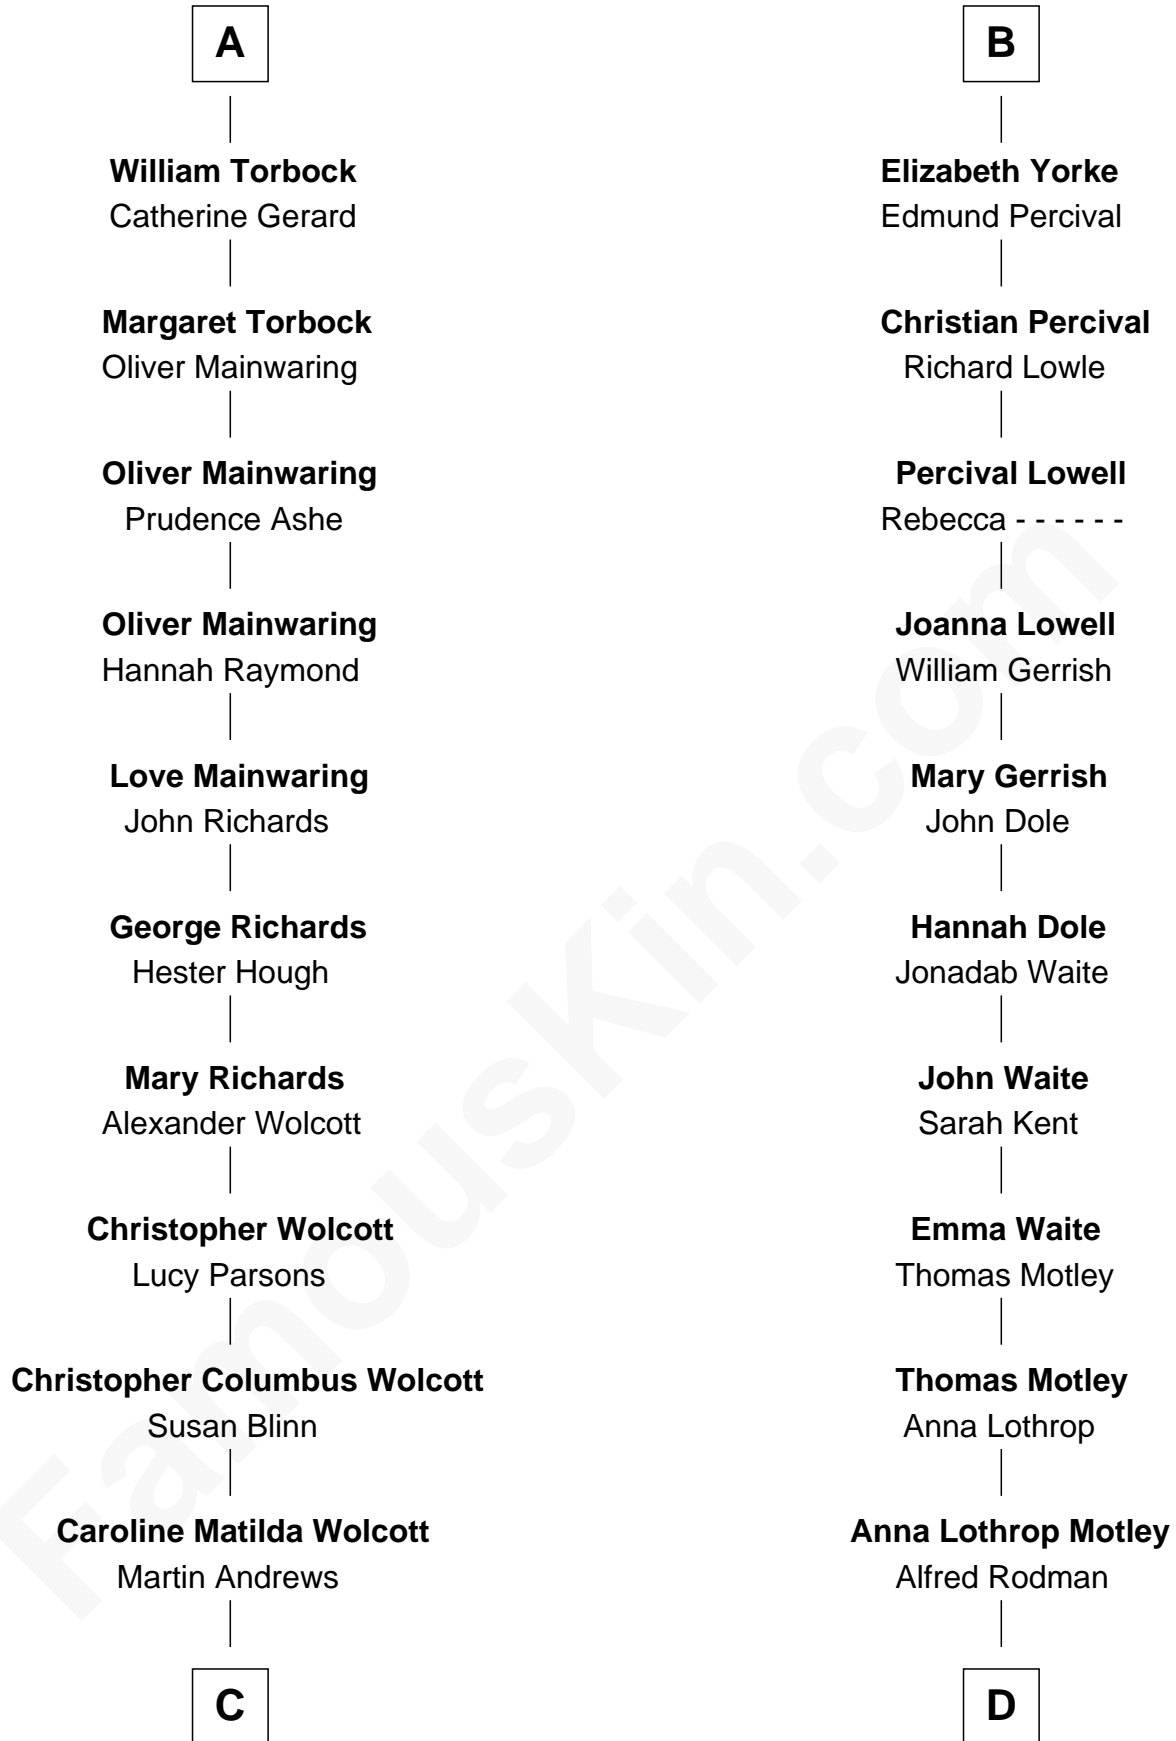 A
William Torbock
Catherine Gerard
Margaret Torbock
Oliver Mainwaring
Oliver Mainwaring
Prudence Ashe
Oliver Mainwaring
Hannah Raymond
Love Mainwaring
John Richards
George Richards
Hester Hough
Mary Richards
Alexander Wolcott
Christopher Wolcott
Lucy Parsons
Christopher Columbus Wolcott
Susan Blinn
Caroline Matilda Wolcott
Martin Andrews
C
B
Elizabeth Yorke
Edmund Percival
Christian Percival
Richard Lowle
Percival Lowell
Rebecca - - - - - -
Joanna Lowell
William Gerrish
Mary Gerrish
John Dole
Hannah Dole
Jonadab Waite
John Waite
Sarah Kent
Emma Waite
Thomas Motley
Thomas Motley
Anna Lothrop
Anna Lothrop Motley
Alfred Rodman
D
FamousKin.com